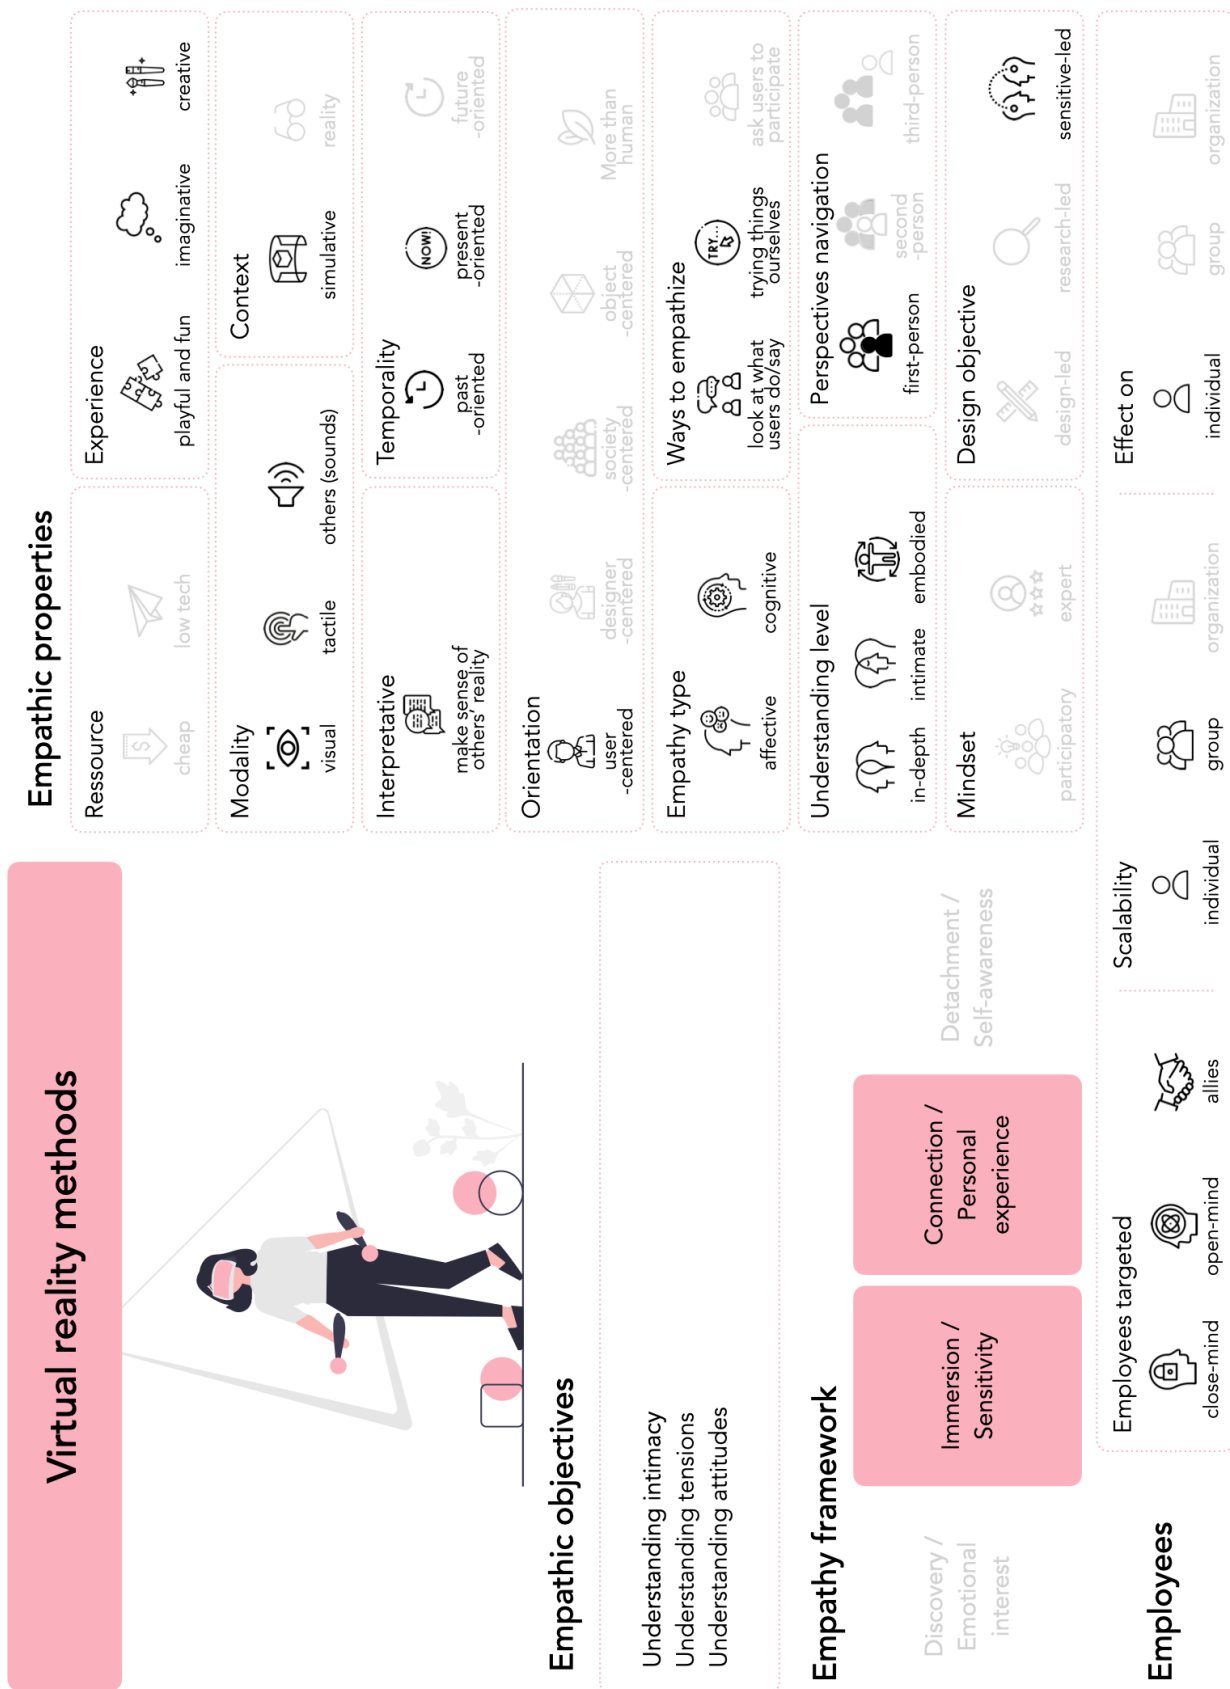 Virtual reality methods
Empathic objectives
Understanding intimacy
Understanding tensions
Understanding attitudes
Empathy framework
Discovery /
Emotional
interest
Immersion /
Sensitivity
Connection /
Personal
experience
Detachment /
Self-awareness
Empathic properties
Ressource
cheap
low tech
Experience
playful and fun
imaginative
creative
Modality
visual
tactile
others (sounds)
Context
simulative
reality
Interpretative
make sense of
others' reality
Temporality
past
-oriented
NOW!
present
-oriented
future
-oriented
Orientation
user
-centered
designer
-centered
society
-centered
object
-centered
More than
human
Empathy type
affective
cognitive
Ways to empathize
look at what
users do/say
TRY...
trying things
ourselves
ask users to
participate
Understanding level
in-depth
intimate
embodied
Perspectives navigation
first-person
second
-person
third-person
Mindset
participatory
expert
Design objective
design-led
research-led
sensitive-led
Employees
Employees targeted
close-mind
open-mind
allies
Scalability
individual
group
organization
Effect on
individual
group
organization